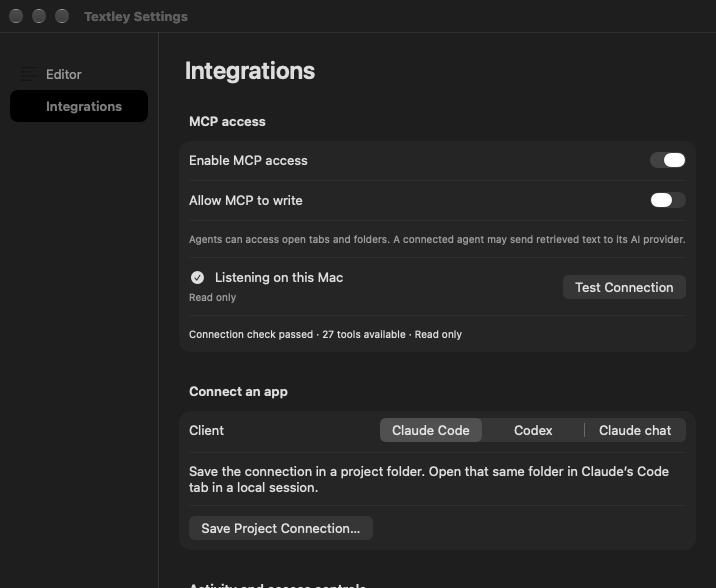 Textley Settings
Editor
Integrations
Integrations
MCP access
Enable MCP access
Allow MCP to write
Agents can access open tabs and folders. A connected agent may send retrieved text to its AI provider.
Listening on this Mac
Read only
Test Connection
Connection check passed · 27 tools available · Read only
Connect an app
Client
Claude Code
Codex
Claude chat
Save the connection in a project folder. Open that same folder in Claude’s Code
tab in a local session.
Save Project Connection...
Activity and access controls